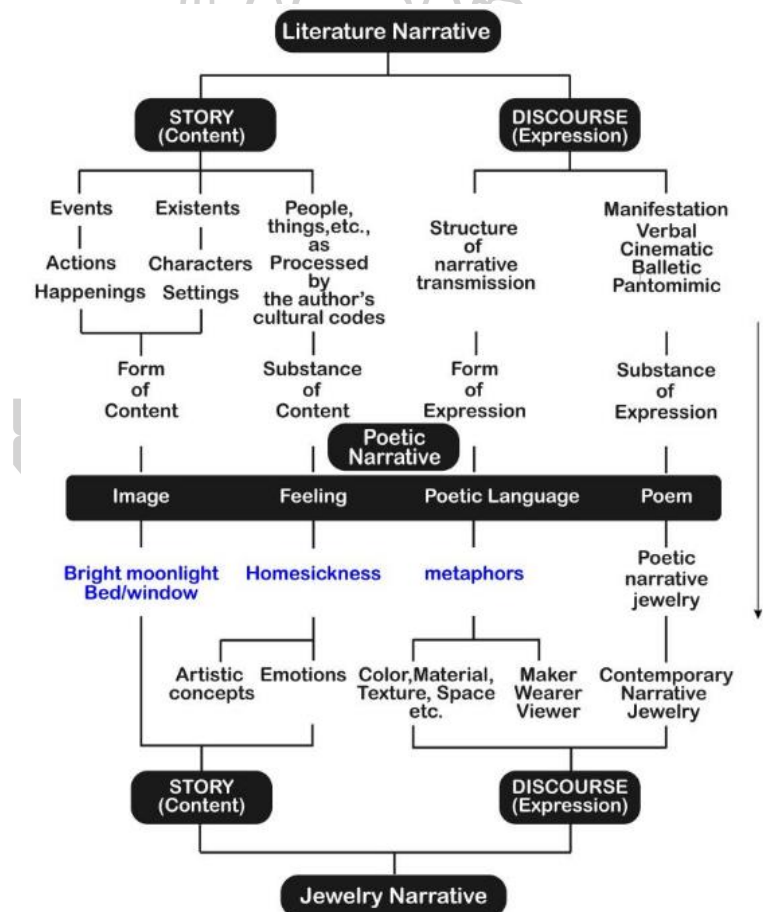 Literature Narrative
STORY
(Content)
DISCOURSE
(Expression)
Events
Existents
People,
things,etc.,
as
Processed
by
the author's
cultural codes
Structure
of
narrative
transmission
Manifestation
Verbal
Cinematic
Balletic
Pantomimic
Actions
Happenings
Characters
Settings
Form
of
Content
Substance
of
Content
Form
of
Expression
Substance
of
Expression
Poetic
Narrative
Image
Feeling
Poetic Language
Poem
Bright moonlight
Bed/window
Homesickness
metaphors
Poetic
narrative
jewelry
Artistic
concepts
Emotions
Color,Material,
Texture, Space
etc.
Maker
Wearer
Viewer
Contemporary
Narrative
Jewelry
STORY
(Content)
DISCOURSE
(Expression)
Jewelry Narrative